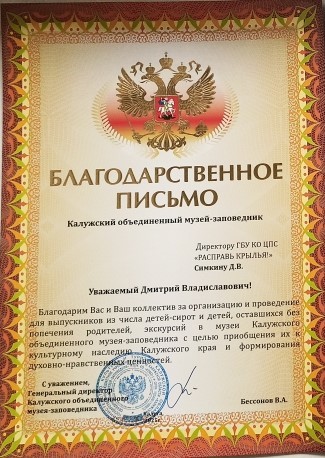 БЛАГОДАРСТВЕННОЕ
ПИСЬМО
Калужский объединенный музей-заповедник
Директору ГБУ КО ЦПС
«РАСПРАВЬ КРЫЛЬЯ!»
Симкину Д.В.
Уважаемый Дмитрий Владиславович!
Благодарим Вас и Ваш коллектив за организацию и проведение
для выпускников из числа детей-сирот и детей, оставшихся без
попечения родителей, экскурсий в музеи Калужского
объединенного музея-заповедника с целью приобщения их к
культурному наследию Калужского края и формирования
духовно-нравственных ценностей.
С уважением,
Генеральный директор
Калужского объединенного
музея-заповедника
Бессонов В.А.